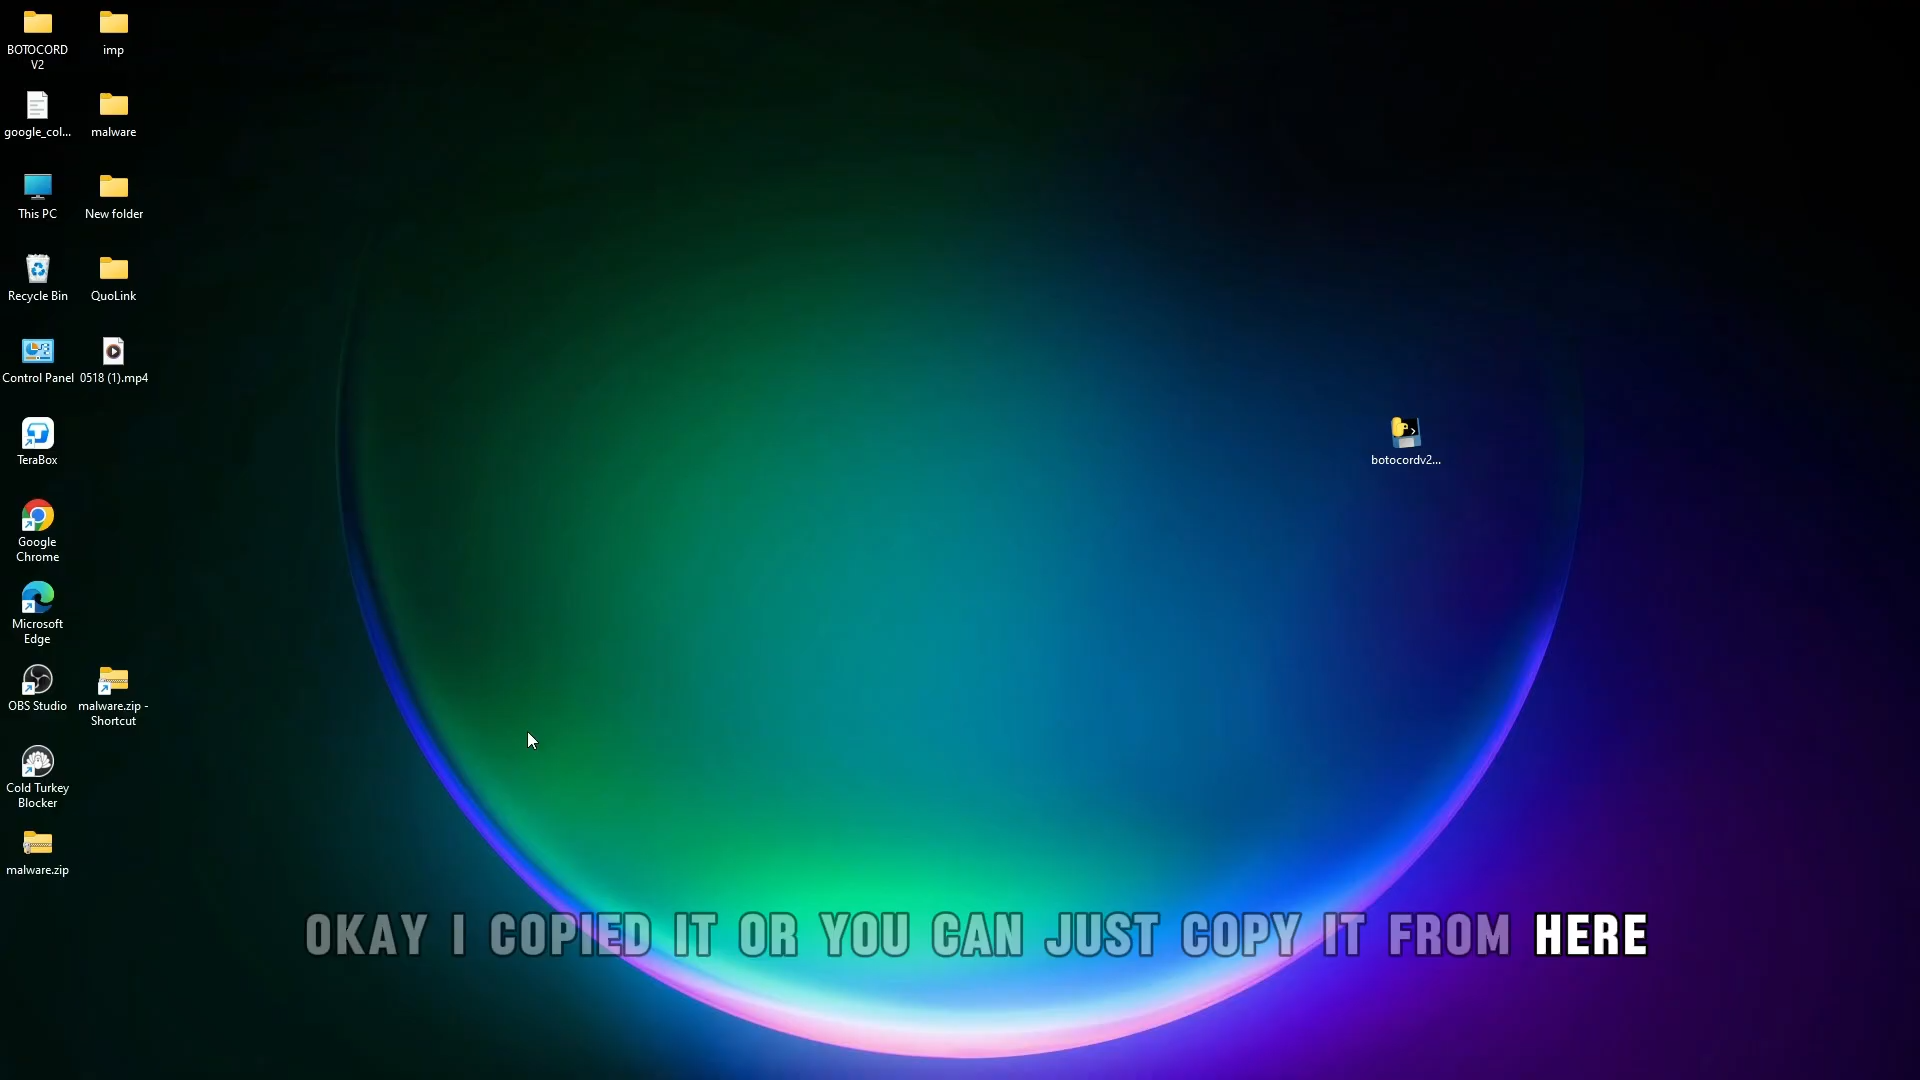 BOTOCORD
V2
imp
google_col...
malware
This PC
New folder
Recycle Bin
QuoLink
Control Panel
0518 (1).mp4
TeraBox
botocordv2...
Google
Chrome
Microsoft
Edge
OBS Studio
malware.zip -
Shortcut
Cold Turkey
Blocker
malware.zip
OKAY I COPIED IT OR YOU CAN JUST COPY IT FROM HERE